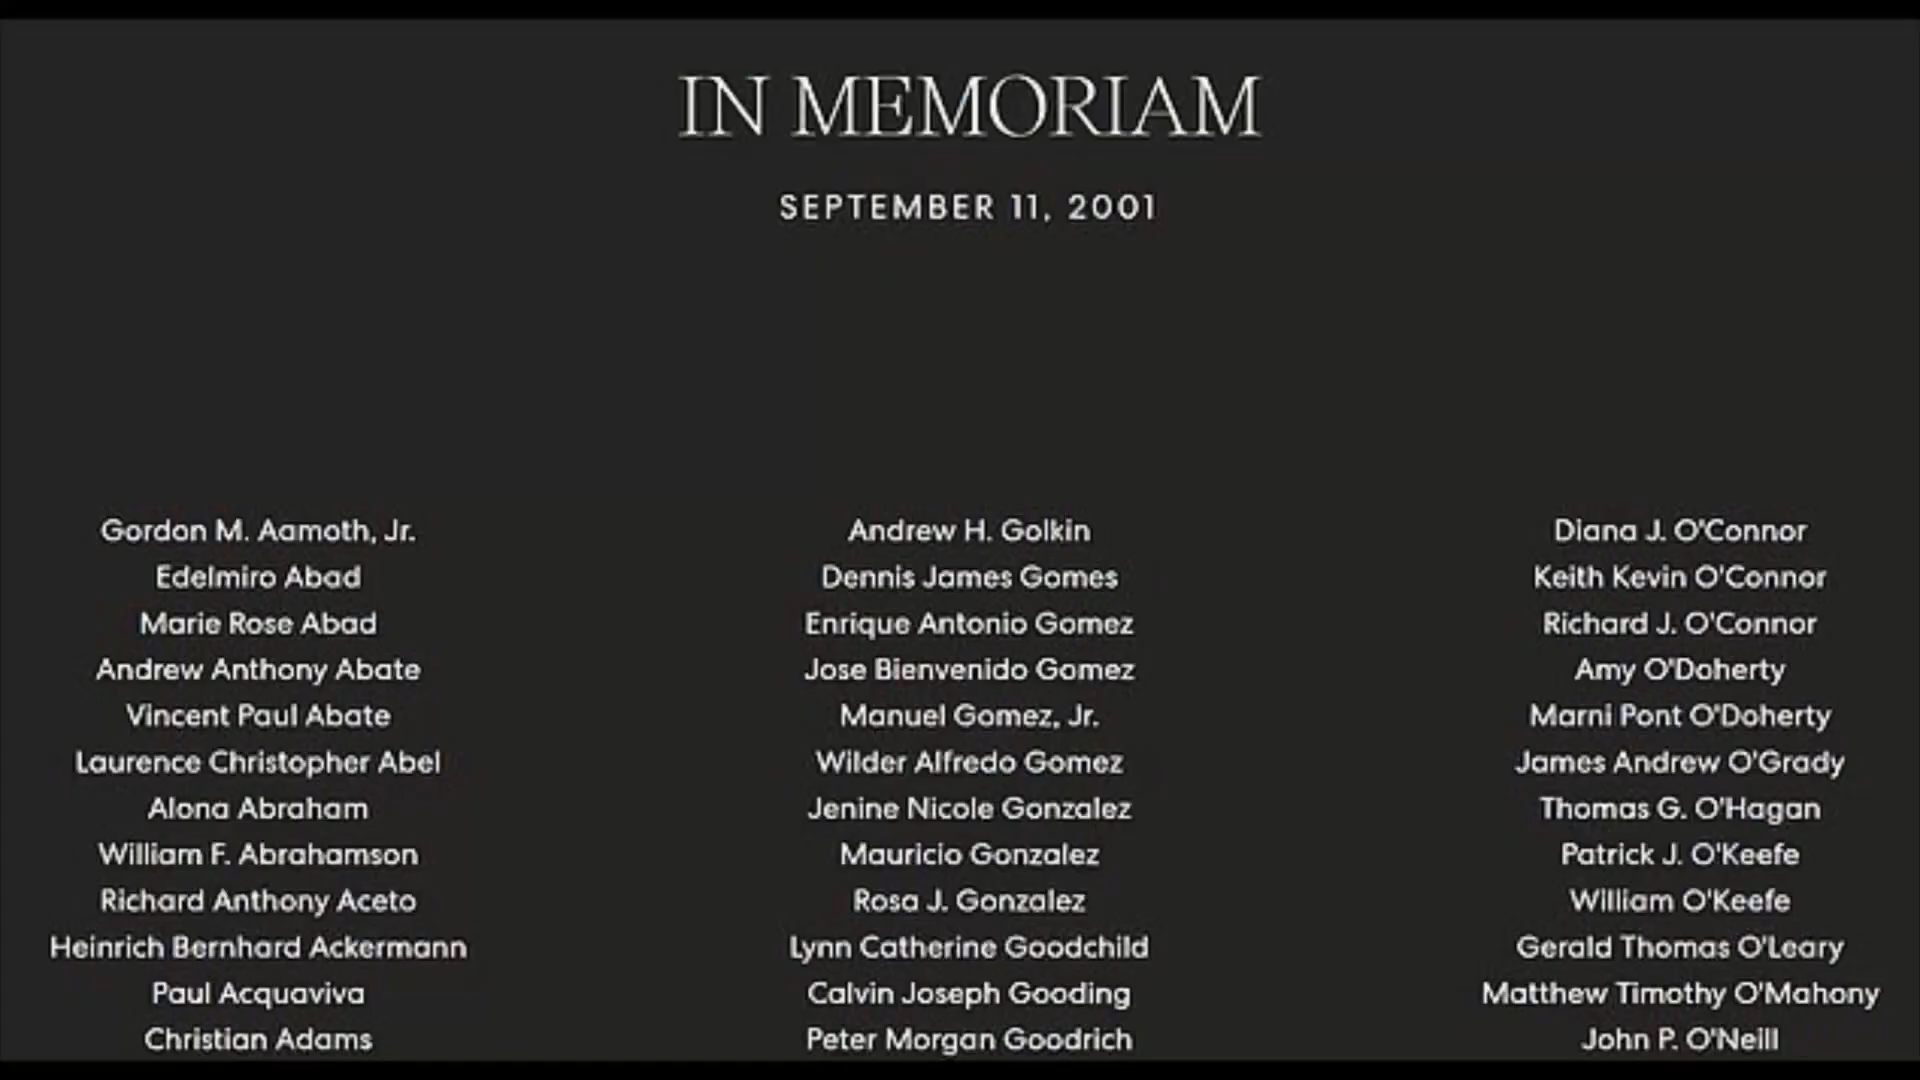 IN MEMORIAM
SEPTEMBER 11, 2001
Gordon M. Aamoth, Jr.
Edelmiro Abad
Marie Rose Abad
Andrew Anthony Abate
Vincent Paul Abate
Laurence Christopher Abel
Alona Abraham
William F. Abrahamson
Richard Anthony Aceto
Heinrich Bernhard Ackermann
Paul Acquaviva
Christian Adams
Andrew H. Golkin
Dennis James Gomes
Enrique Antonio Gomez
Jose Bienvenido Gomez
Manuel Gomez, Jr.
Wilder Alfredo Gomez
Jenine Nicole Gonzalez
Mauricio Gonzalez
Rosa J. Gonzalez
Lynn Catherine Goodchild
Calvin Joseph Gooding
Peter Morgan Goodrich
Diana J. O'Connor
Keith Kevin O'Connor
Richard J. O'Connor
Amy O'Doherty
Marni Pont O'Doherty
James Andrew O'Grady
Thomas G. O'Hagan
Patrick J. O'Keefe
William O'Keefe
Gerald Thomas O'Leary
Matthew Timothy O'Mahony
John P. O'Neill